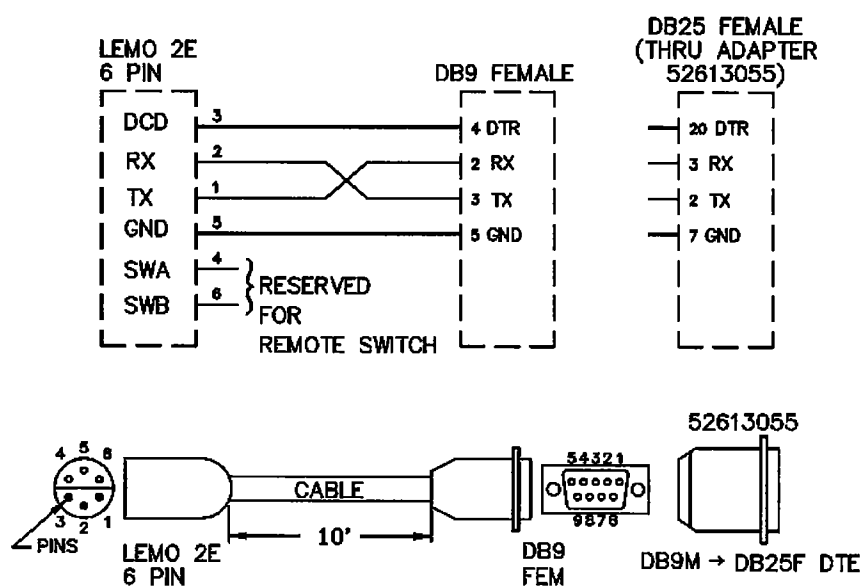 LEMO 2E
6 PIN
DB9 FEMALE
DB25 FEMALE
(THRU ADAPTER
52613055)
DCD 3 4 DTR 20 DTR
RX 2 2 RX 3 RX
TX 1 3 TX 2 TX
GND 5 5 GND 7 GND
SWA 4
SWB 6
RESERVED
FOR
REMOTE SWITCH
52613055
4 5 6
3 2 1
PINS
LEMO 2E
6 PIN
CABLE
10'
54321
9876
DB9
FEM
DB9M → DB25F DTE